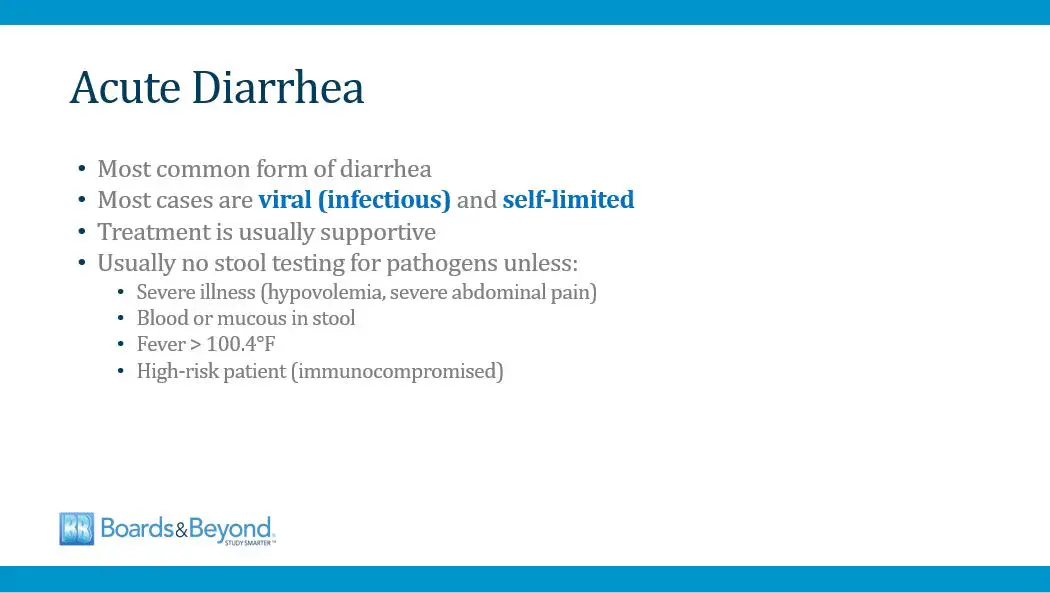 Acute Diarrhea
• Most common form of diarrhea
• Most cases are viral (infectious) and self-limited
• Treatment is usually supportive
• Usually no stool testing for pathogens unless:
• Severe illness (hypovolemia, severe abdominal pain)
• Blood or mucous in stool
• Fever > 100.4°F
• High-risk patient (immunocompromised)
BB Boards&Beyond.
STUDY SMARTER™